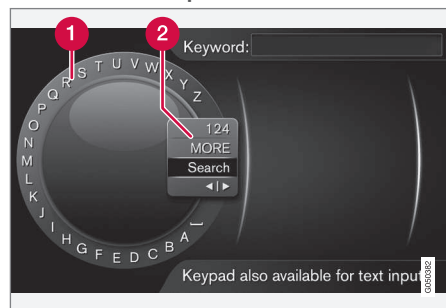 1
2
Keyword:
A B C D E F G H I J K L M N O P Q R S T U V W X Y Z
124
MORE
Search
◄|►
Keypad also available for text input
G050382